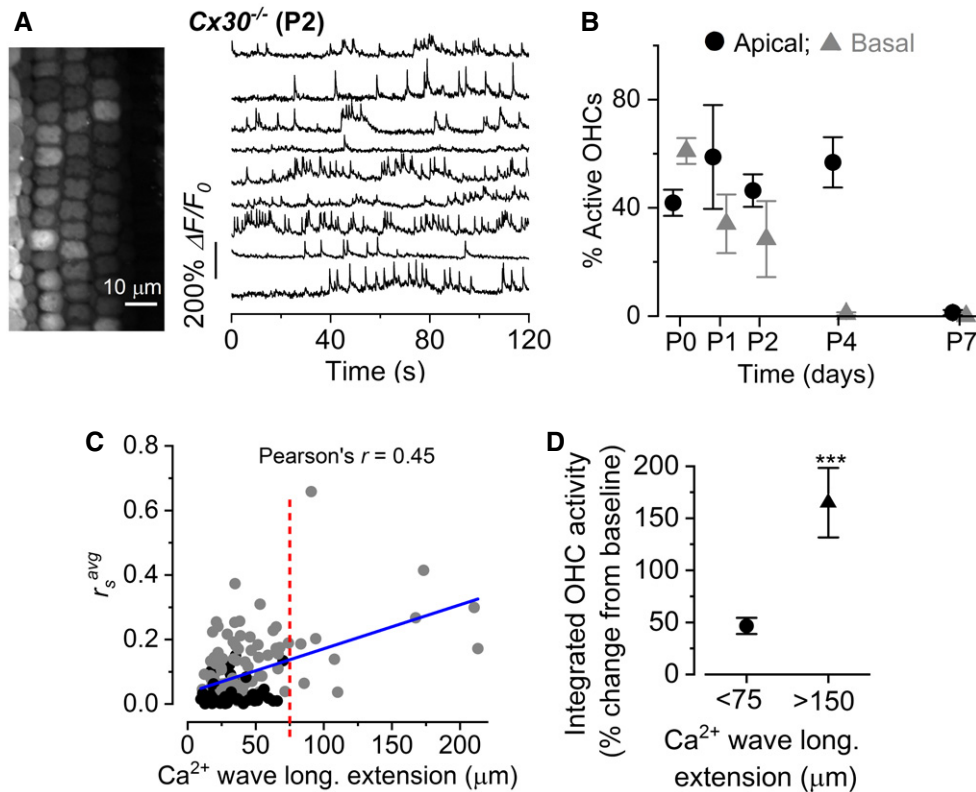 A
Cx30-/- (P2)
10 μm
200% ΔF/F0
0 40 80 120
Time (s)
B
Apical; Basal
% Active OHCs
80
40
0
P0 P1 P2 P4 P7
Time (days)
C
Pearson's r = 0.45
rs avg
0.8
0.6
0.4
0.2
0.0
0 50 100 150 200
Ca2+ wave long. extension (μm)
D
***
Integrated OHC activity
(% change from baseline)
200
150
100
50
0
<75 >150
Ca2+ wave long.
extension (μm)